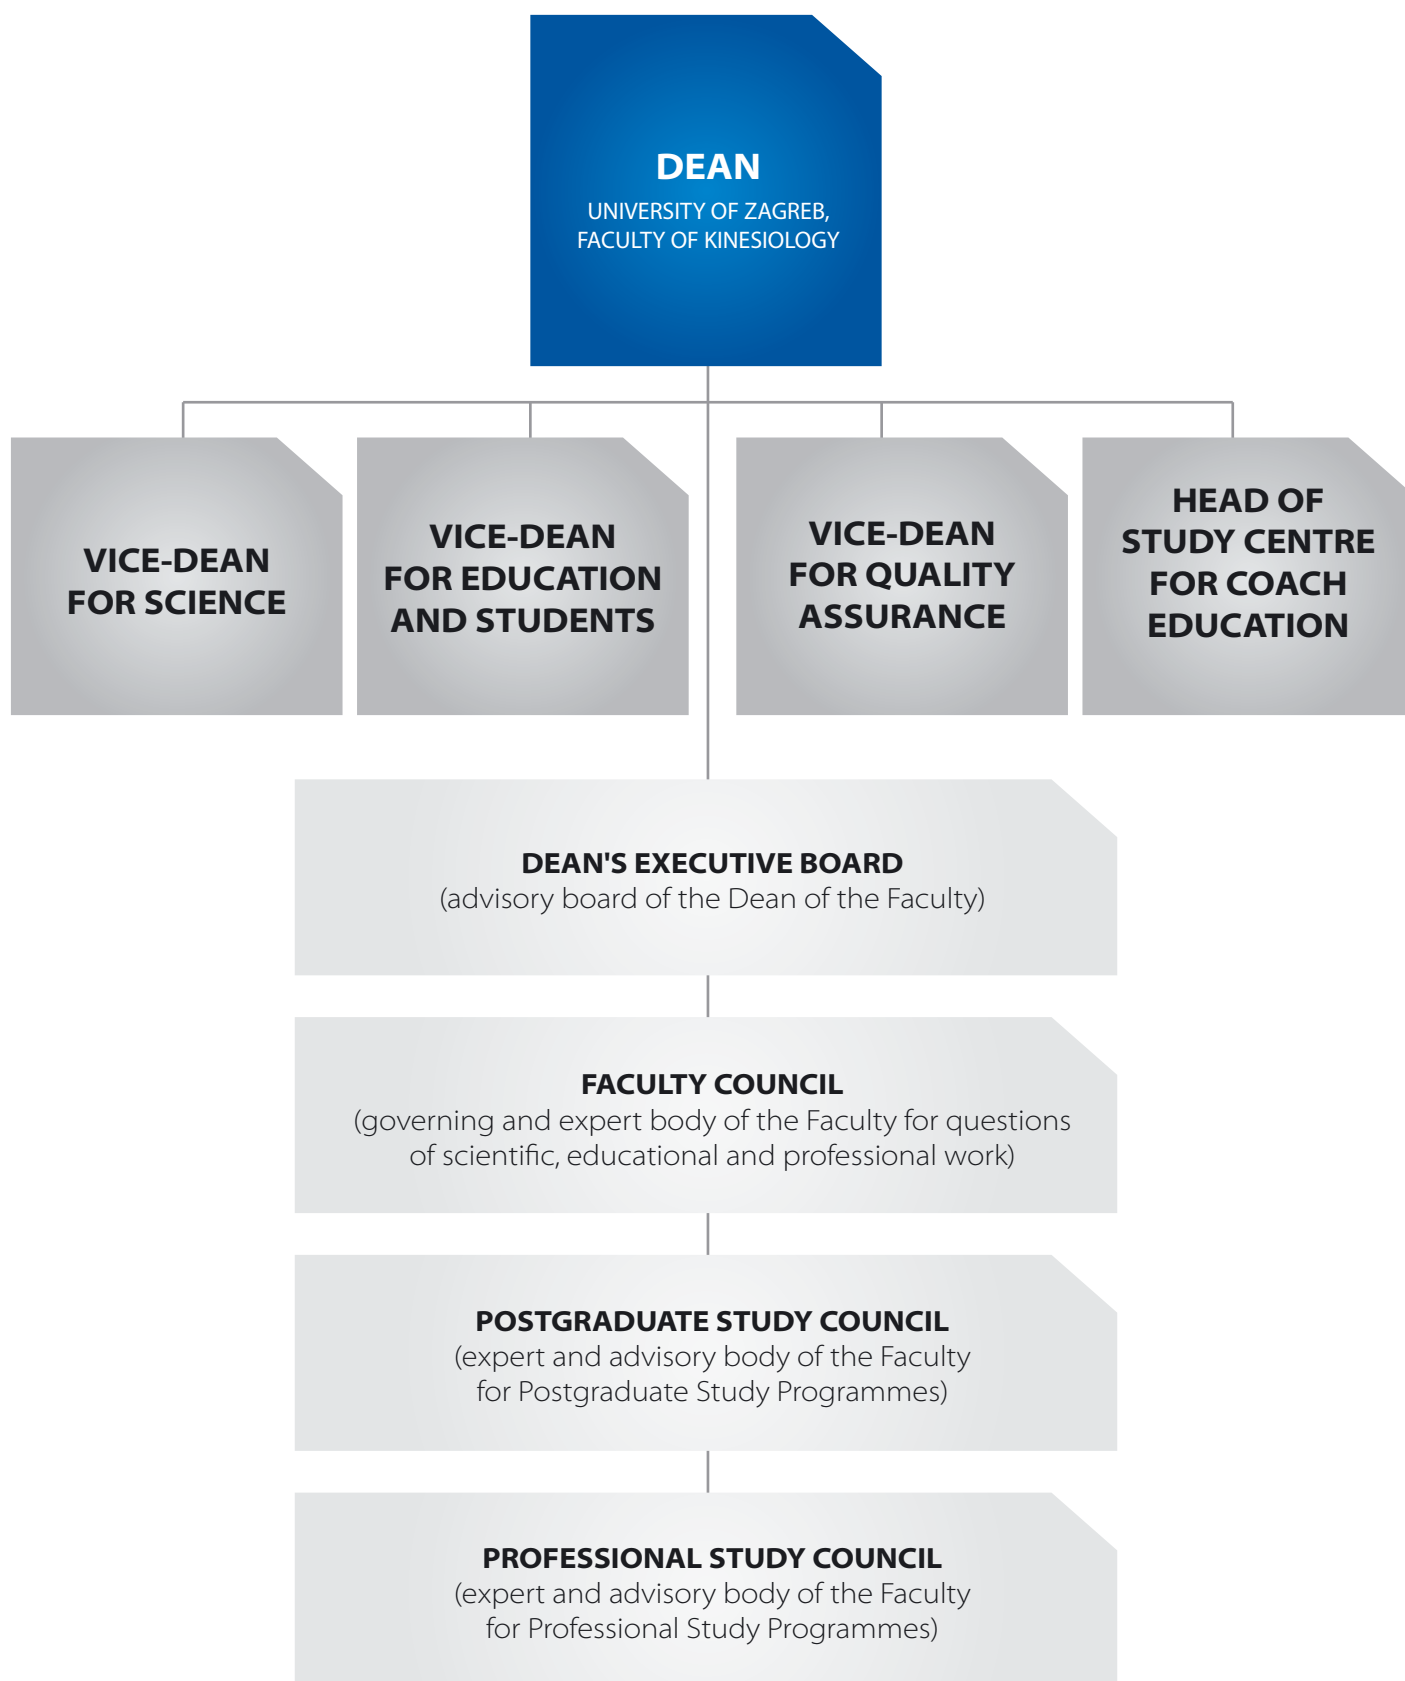 DEAN
UNIVERSITY OF ZAGREB,
FACULTY OF KINESIOLOGY
VICE-DEAN
FOR SCIENCE
VICE-DEAN
FOR EDUCATION
AND STUDENTS
VICE-DEAN
FOR QUALITY
ASSURANCE
HEAD OF
STUDY CENTRE
FOR COACH
EDUCATION
DEAN'S EXECUTIVE BOARD
(advisory board of the Dean of the Faculty)
FACULTY COUNCIL
(governing and expert body of the Faculty for questions
of scientific, educational and professional work)
POSTGRADUATE STUDY COUNCIL
(expert and advisory body of the Faculty
for Postgraduate Study Programmes)
PROFESSIONAL STUDY COUNCIL
(expert and advisory body of the Faculty
for Professional Study Programmes)